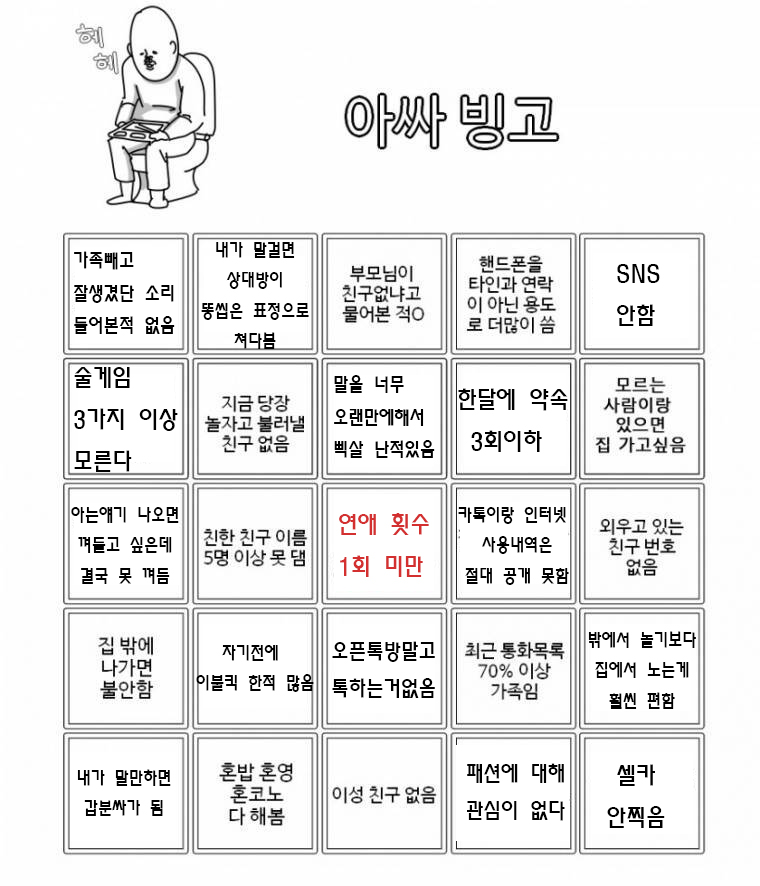 헤
헤
아싸 빙고
가족빼고
잘생겼단 소리
들어본적 없음
내가 말걸면
상대방이
똥씹은 표정으로
쳐다봄
부모님이
친구없냐고
물어본 적O
핸드폰을
타인과 연락
이 아닌 용도
로 더많이 씀
SNS
안함
술게임
3가지 이상
모른다
지금 당장
놀자고 불러낼
친구 없음
말을 너무
오랜만에해서
삑살 난적있음
한달에 약속
3회이하
모르는
사람이랑
있으면
집 가고싶음
아는얘기 나오면
껴들고 싶은데
결국 못 껴듬
친한 친구 이름
5명 이상 못 댐
연애 횟수
1회 미만
카톡이랑 인터넷
사용내역은
절대 공개 못함
외우고 있는
친구 번호
없음
집 밖에
나가면
불안함
자기전에
이불킥 한적 많음
오픈톡방말고
톡하는거없음
최근 통화목록
70% 이상
가족임
밖에서 놀기보다
집에서 노는게
훨씬 편함
내가 말만하면
갑분싸가 됨
혼밥 혼영
혼코노
다 해봄
이성 친구 없음
패션에 대해
관심이 없다
셀카
안찍음